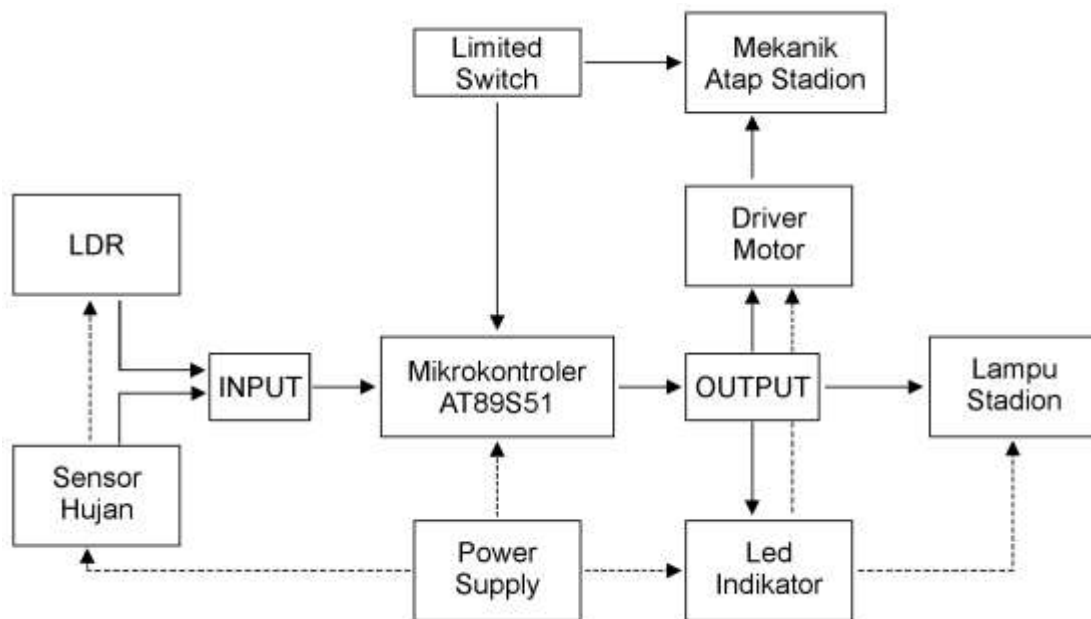 Limited
Switch
Mekanik
Atap Stadion
LDR
Driver
Motor
INPUT
Mikrokontroler
AT89S51
OUTPUT
Lampu
Stadion
Sensor
Hujan
Power
Supply
Led
Indikator